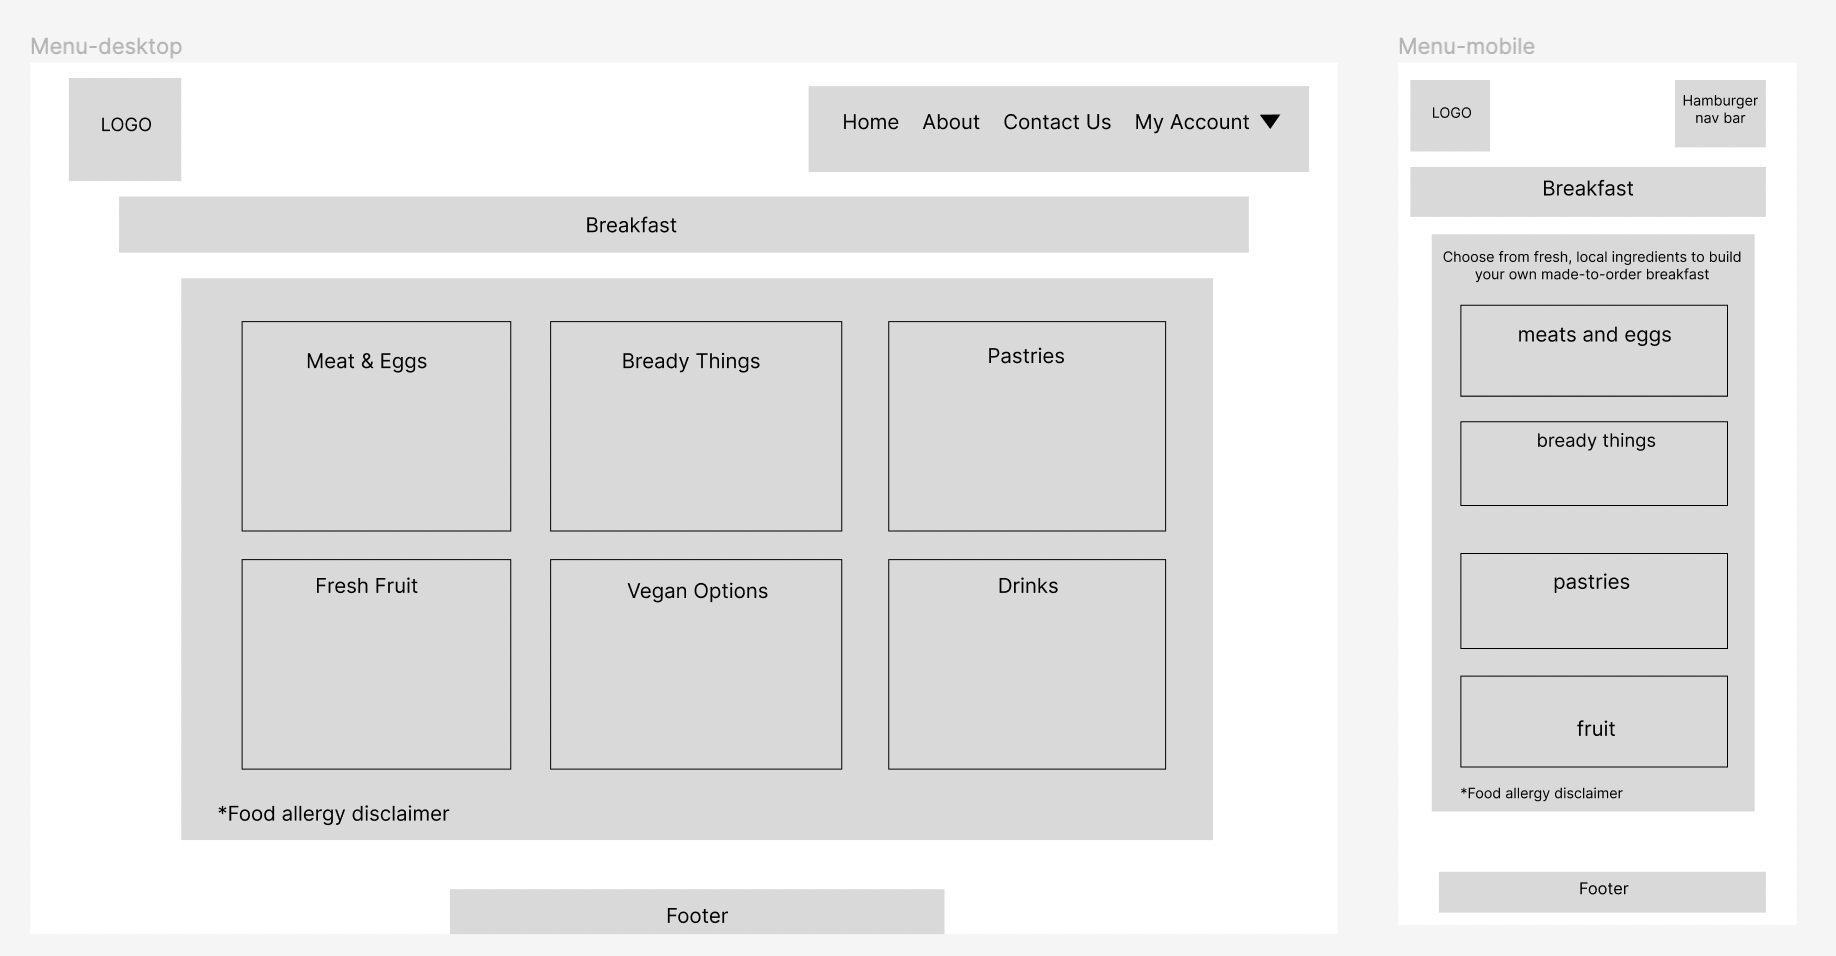 Menu-desktop
LOGO
Home About Contact Us My Account
Breakfast
Meat & Eggs
Bready Things
Pastries
Fresh Fruit
Vegan Options
Drinks
*Food allergy disclaimer
Footer
Menu-mobile
LOGO
Hamburger
nav bar
Breakfast
Choose from fresh, local ingredients to build
your own made-to-order breakfast
meats and eggs
bready things
pastries
fruit
*Food allergy disclaimer
Footer